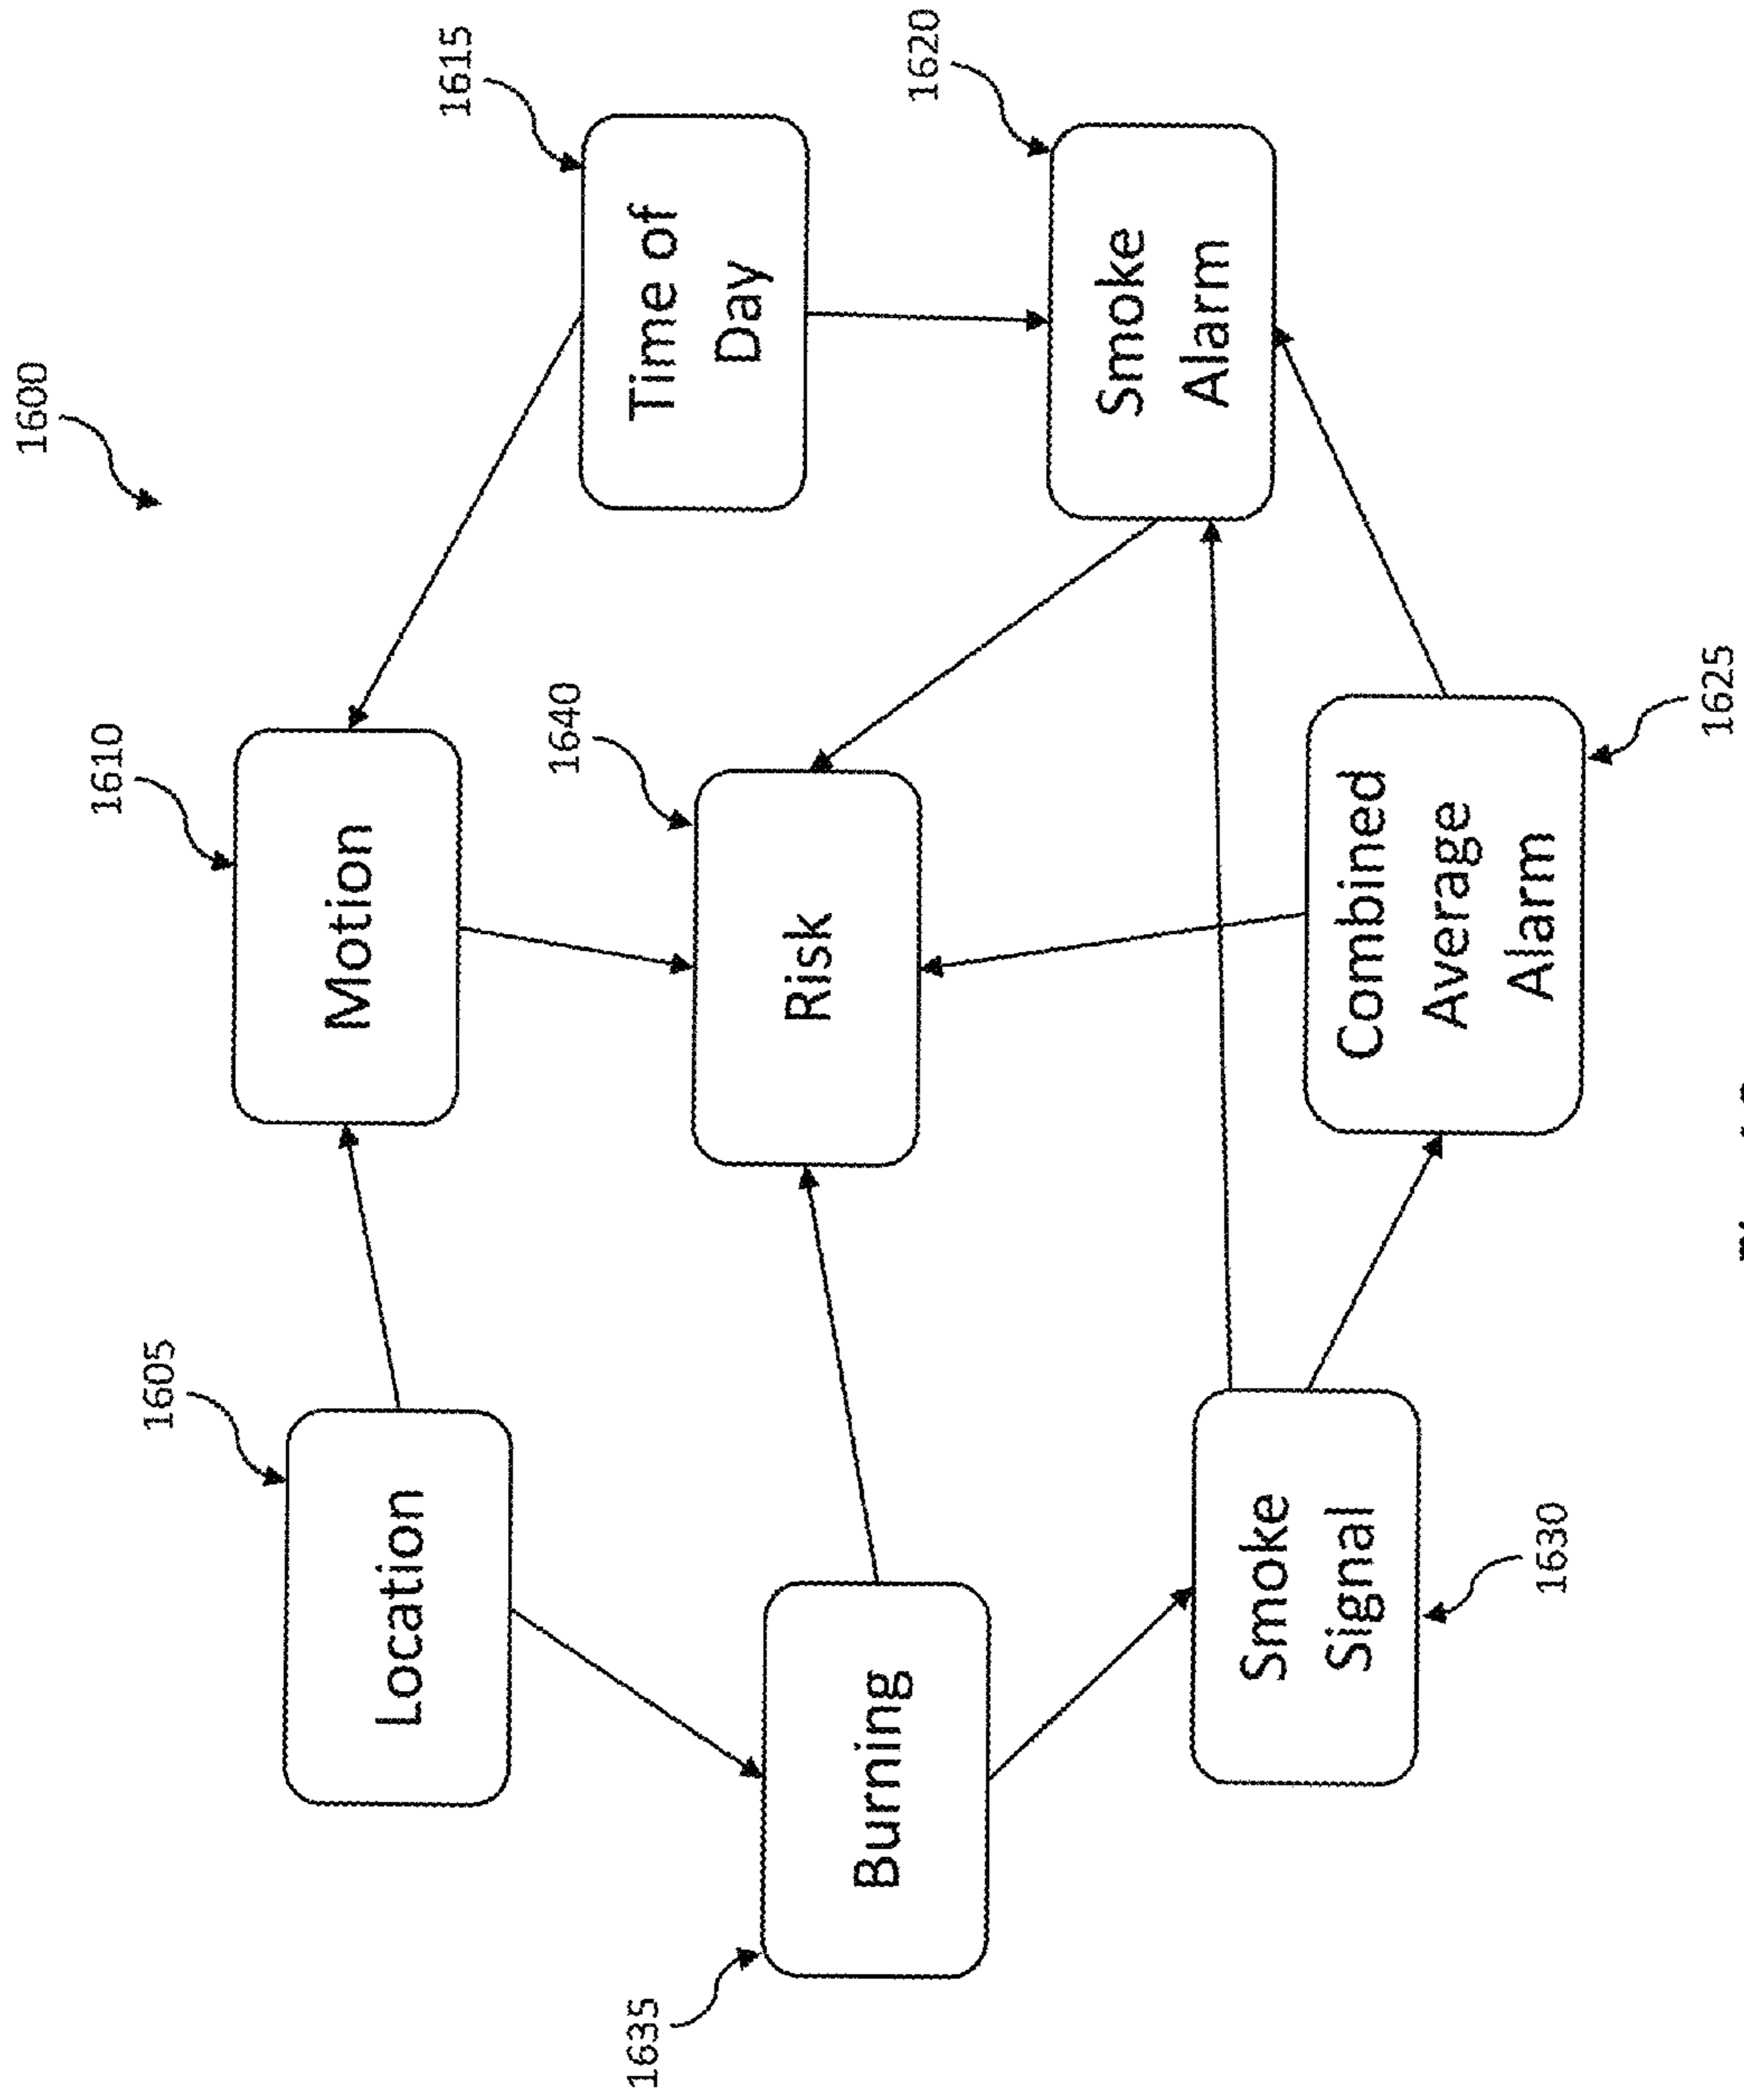 1600
1605
Location
1610
Motion
1615
Time of
Day
1635
Burning
1640
Risk
1620
Smoke
Alarm
1630
Smoke
Signal
Combined
Average
Alarm
1625